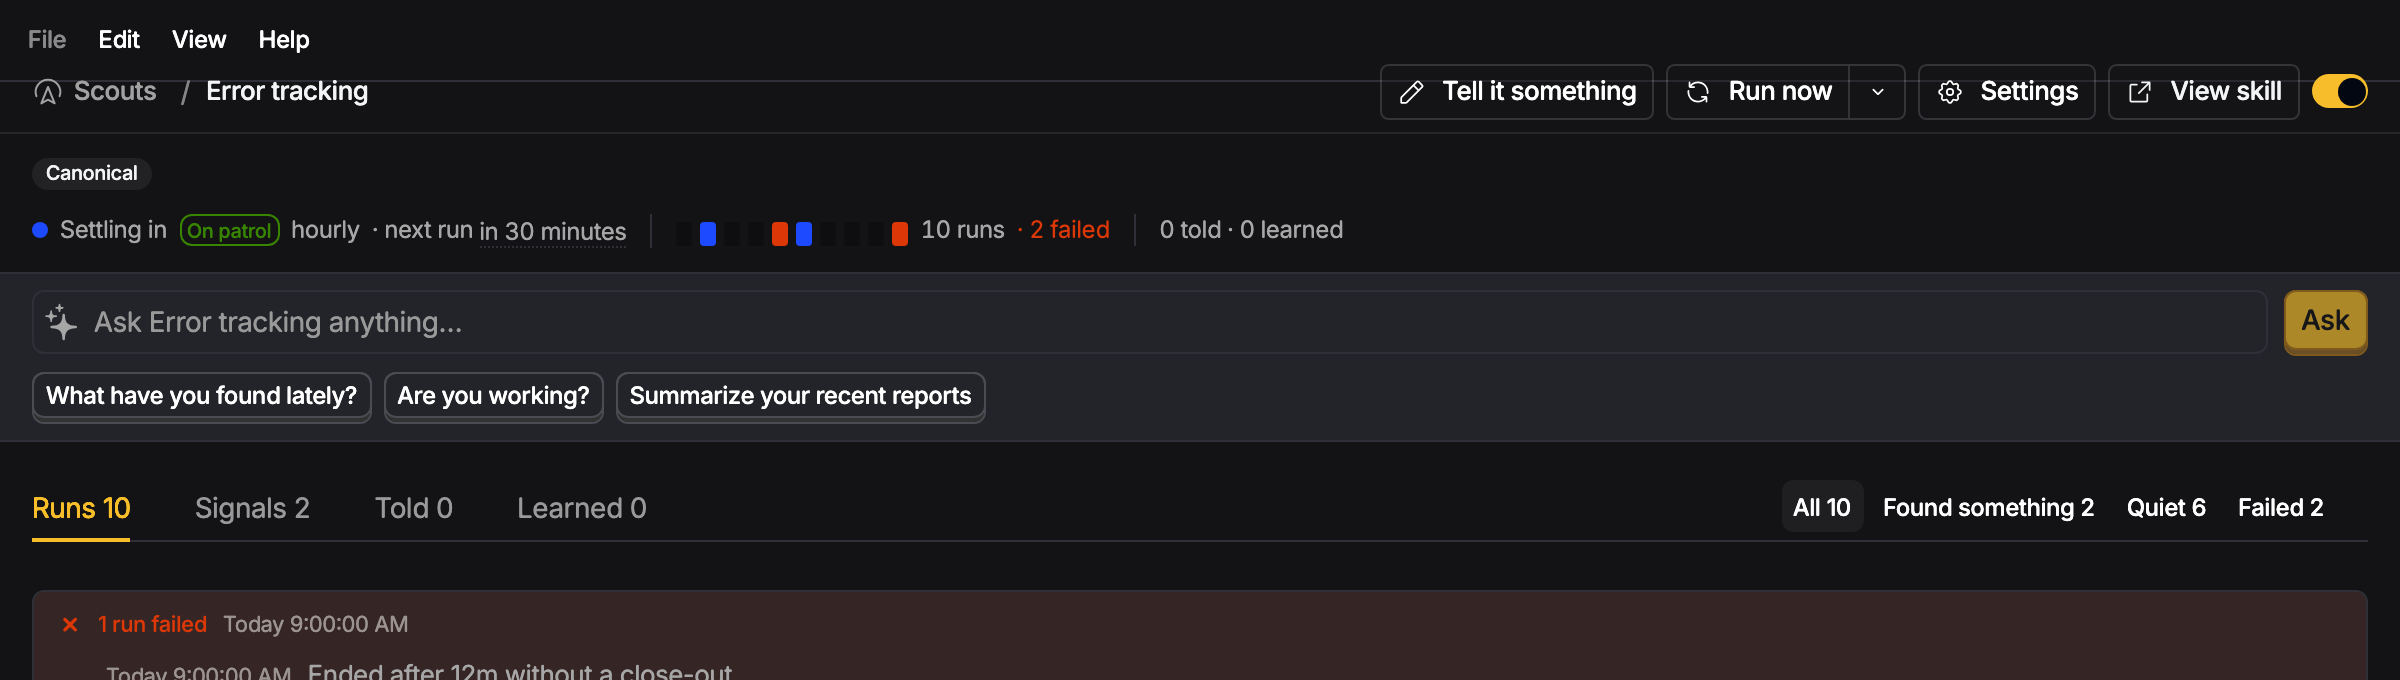 File Edit View Help
Scouts / Error tracking Tell it something Run now Settings View skill
Canonical
Settling in On patrol hourly · next run in 30 minutes 10 runs · 2 failed 0 told · 0 learned
Ask Error tracking anything... Ask
What have you found lately? Are you working? Summarize your recent reports
Runs 10 Signals 2 Told 0 Learned 0 All 10 Found something 2 Quiet 6 Failed 2
1 run failed Today 9:00:00 AM
Today 9:00:00 AM Ended after 12m without a close-out